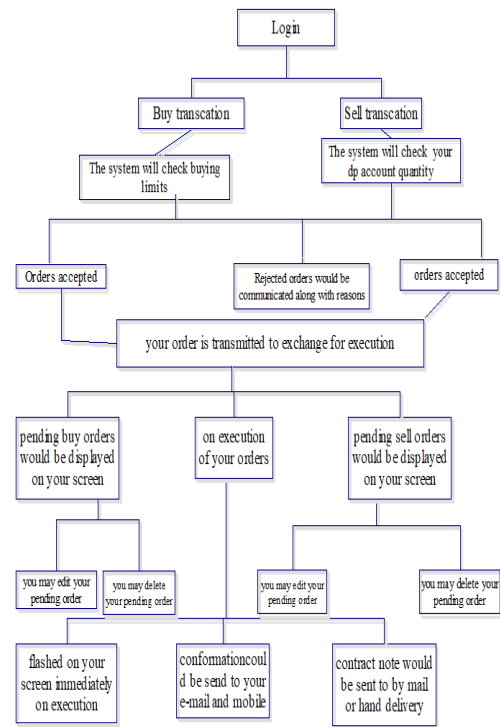 Login
Buy transcation
Sell transcation
The system will check buying
limits
The system will check your
dp account quantity
Orders accepted
Rejected orders would be
communicated along with reasons
orders accepted
your order is transmitted to exchange for execution
pending buy orders
would be displayed
on your screen
on execution
of your orders
pending sell orders
would be displayed
on your screen
you may edit your
pending order
you may delete
your pending order
you may edit your
pending order
you may delete your
pending order
flashed on your
screen immediately
on execution
conformationcoul
d be send to your
e-mail and mobile
contract note would
be sent to by mail
or hand delivery